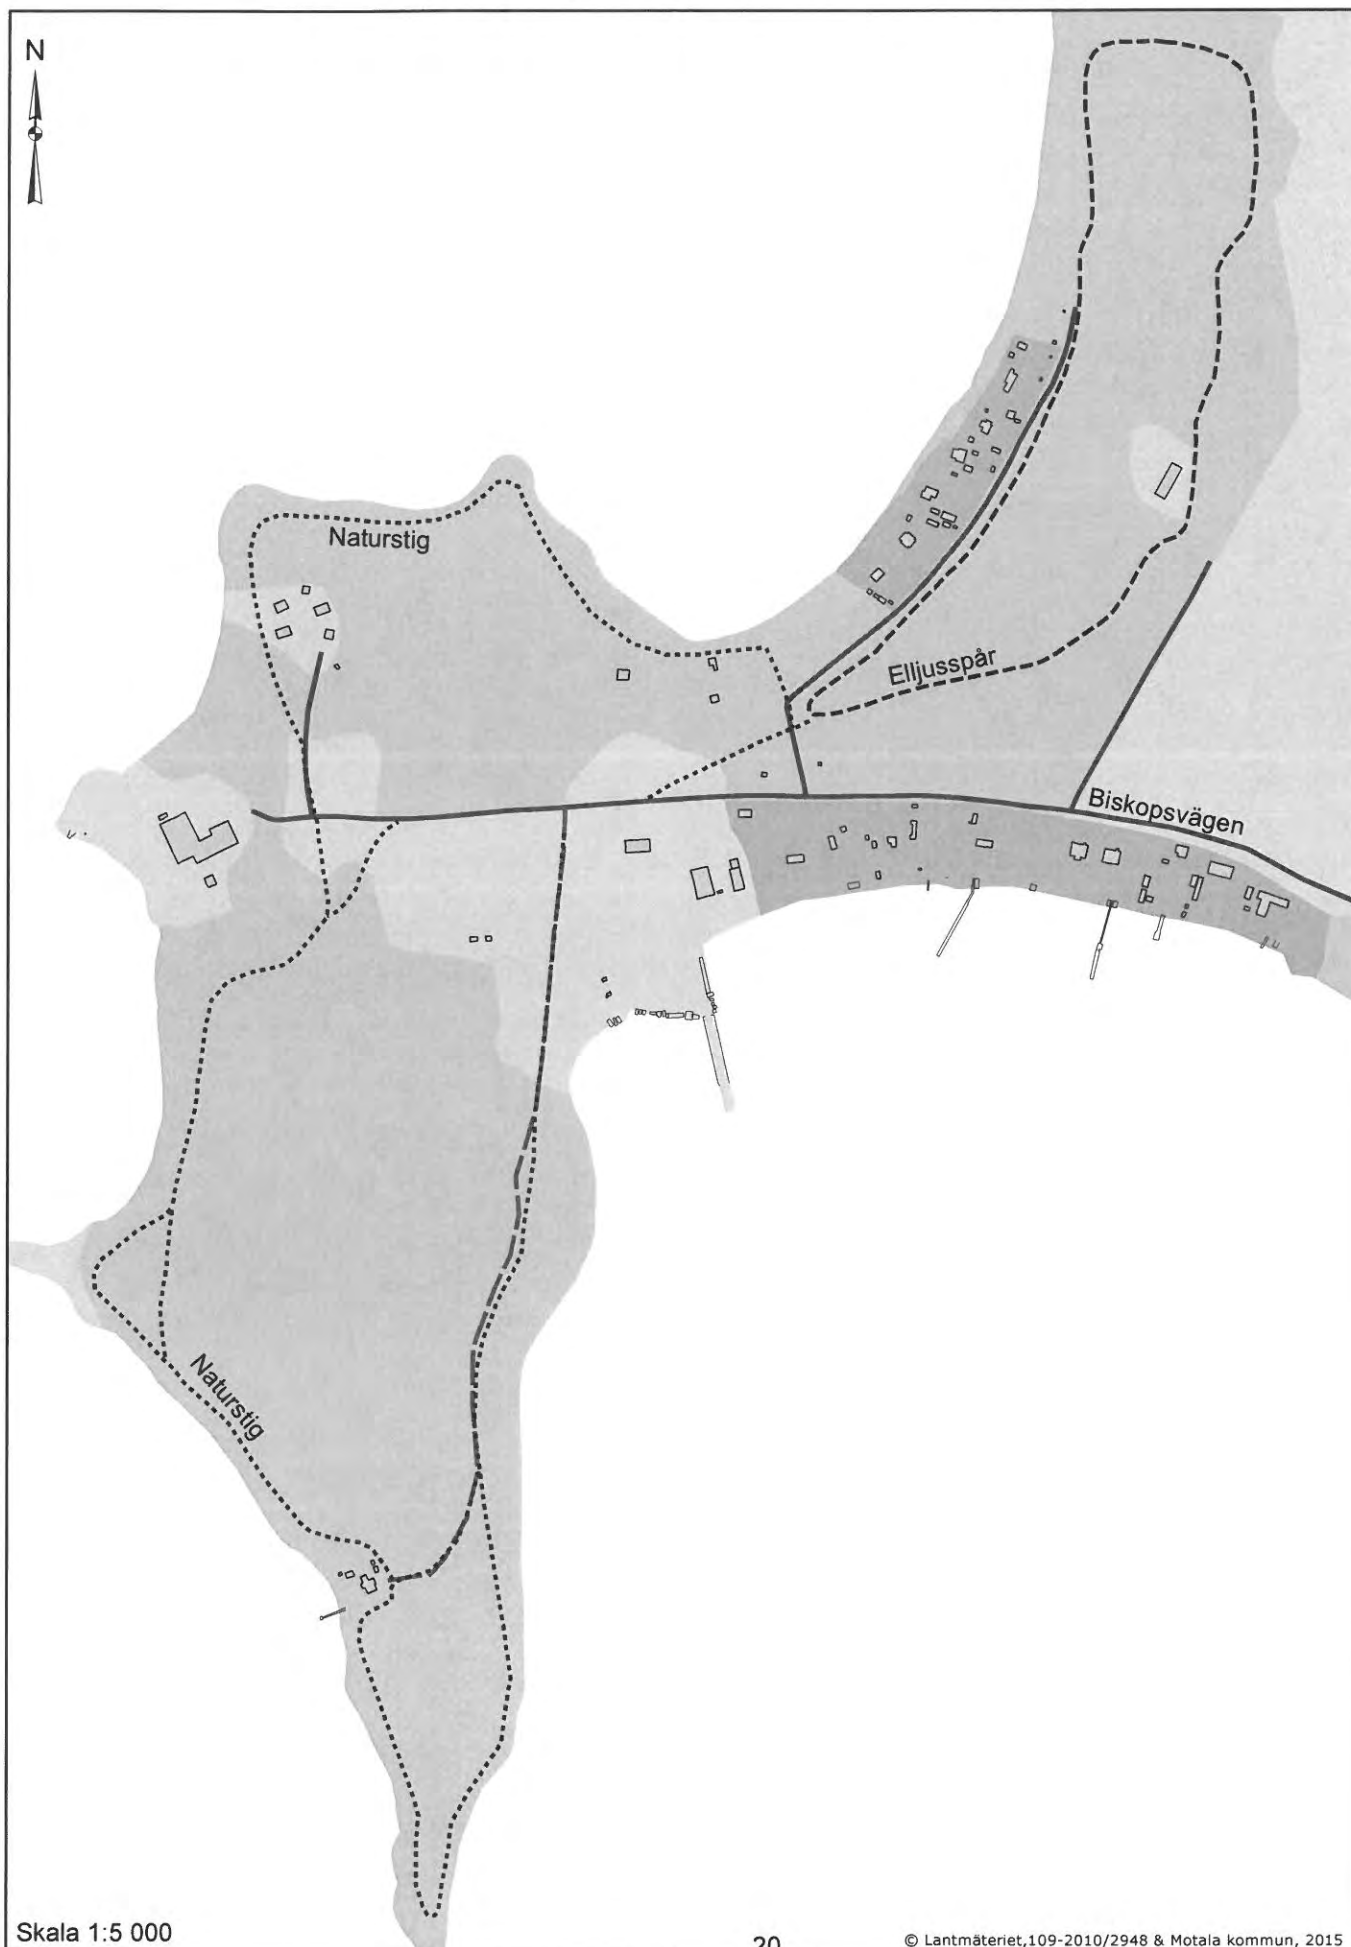 N
Naturstig
Elljusspår
Biskopsvägen
Naturstig
Skala 1:5 000
20
© Lantmäteriet,109-2010/2948 & Motala kommun, 2015